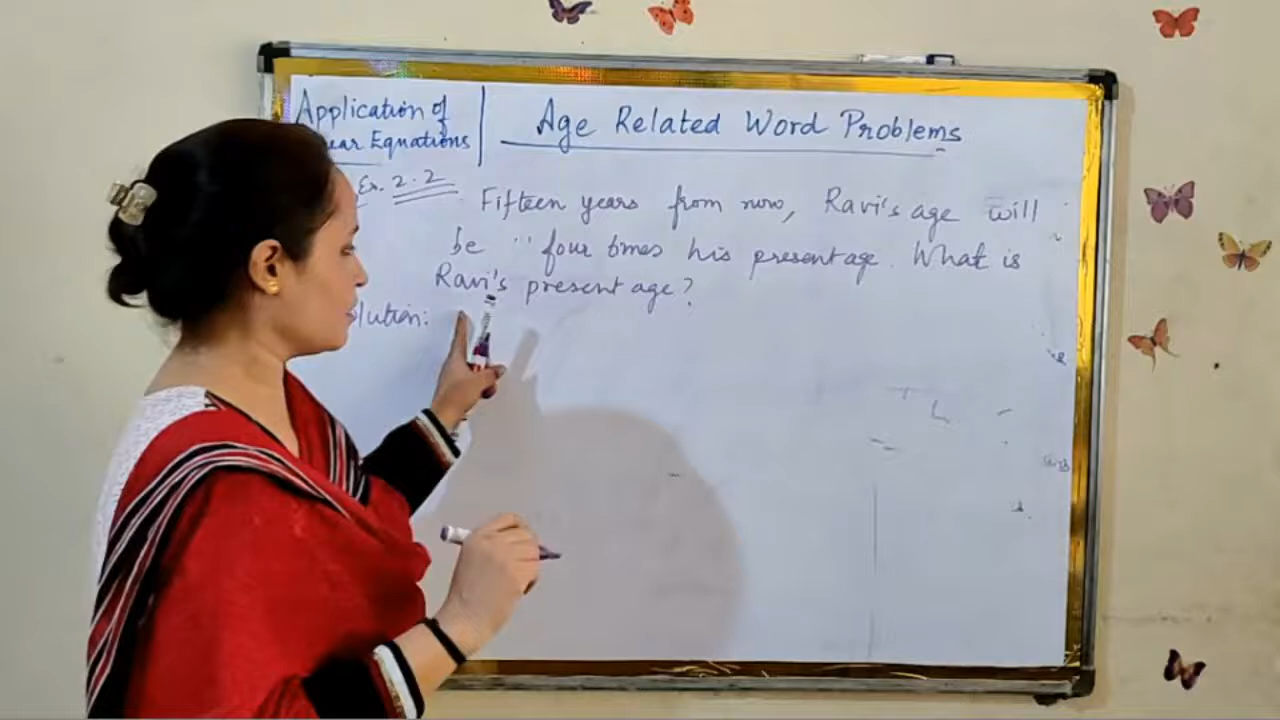 Application of
Equations
Age Related Word Problems
Ex. 2.2
Fifteen years from now, Ravi's age will
be four times his present age. What is
Ravi's present age?